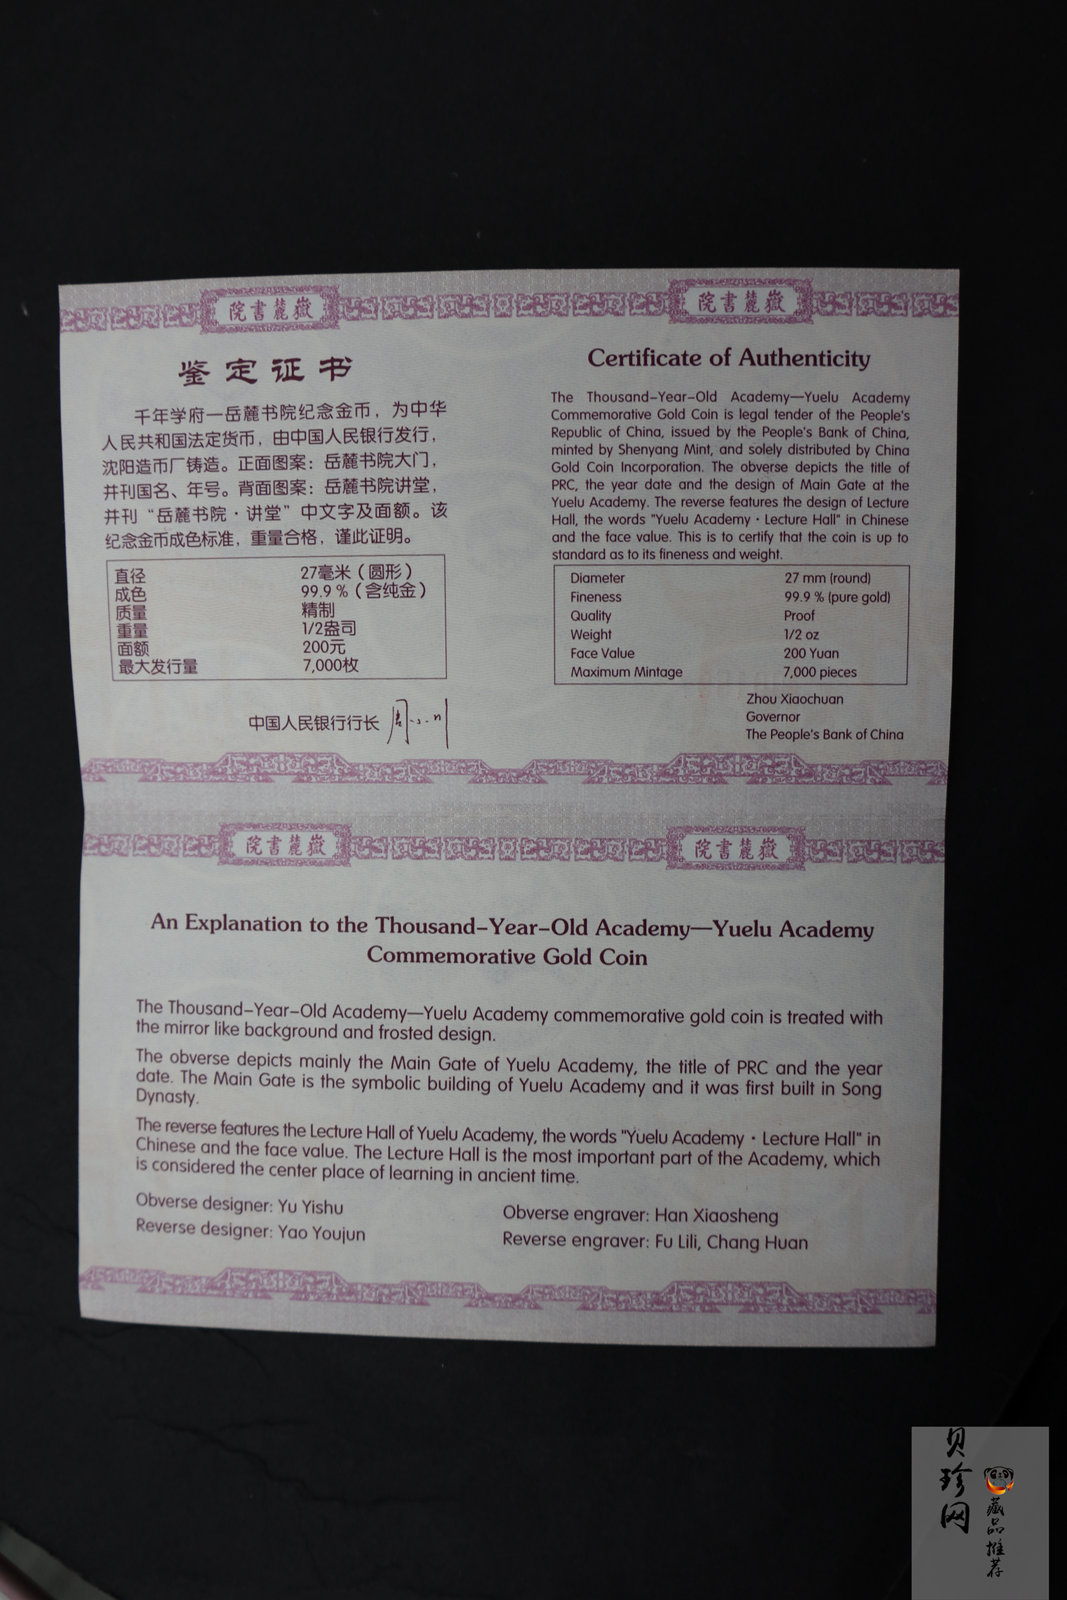 院書麓嶽
院書麓嶽
鉴定证书
千年学府—岳麓书院纪念金币，为中华
人民共和国法定货币，由中国人民银行发行，
沈阳造币厂铸造。正面图案：岳麓书院大门，
并刊国名、年号。背面图案：岳麓书院讲堂，
并刊“岳麓书院·讲堂”中文字及面额。该
纪念金币成色标准，重量合格，谨此证明。
直径 27毫米（圆形）
成色 99.9％（含纯金）
质量 精制
重量 1/2盎司
面额 200元
最大发行量 7,000枚
中国人民银行行长
Certificate of Authenticity
The Thousand-Year-Old Academy—Yuelu Academy
Commemorative Gold Coin is legal tender of the People's
Republic of China, issued by the People's Bank of China,
minted by Shenyang Mint, and solely distributed by China
Gold Coin Incorporation. The obverse depicts the title of
PRC, the year date and the design of Main Gate at the
Yuelu Academy. The reverse features the design of Lecture
Hall, the words "Yuelu Academy·Lecture Hall" in Chinese
and the face value. This is to certify that the coin is up to
standard as to its fineness and weight.
Diameter 27 mm (round)
Fineness 99.9 % (pure gold)
Quality Proof
Weight 1/2 oz
Face Value 200 Yuan
Maximum Mintage 7,000 pieces
Zhou Xiaochuan
Governor
The People's Bank of China
院書麓嶽
院書麓嶽
An Explanation to the Thousand-Year-Old Academy—Yuelu Academy
Commemorative Gold Coin
The Thousand-Year-Old Academy—Yuelu Academy commemorative gold coin is treated with
the mirror like background and frosted design.
The obverse depicts mainly the Main Gate of Yuelu Academy, the title of PRC and the year
date. The Main Gate is the symbolic building of Yuelu Academy and it was first built in Song
Dynasty.
The reverse features the Lecture Hall of Yuelu Academy, the words "Yuelu Academy·Lecture Hall" in
Chinese and the face value. The Lecture Hall is the most important part of the Academy, which
is considered the center place of learning in ancient time.
Obverse designer: Yu Yishu
Reverse designer: Yao Youjun
Obverse engraver: Han Xiaosheng
Reverse engraver: Fu Lili, Chang Huan
贝珍网
藏品推荐